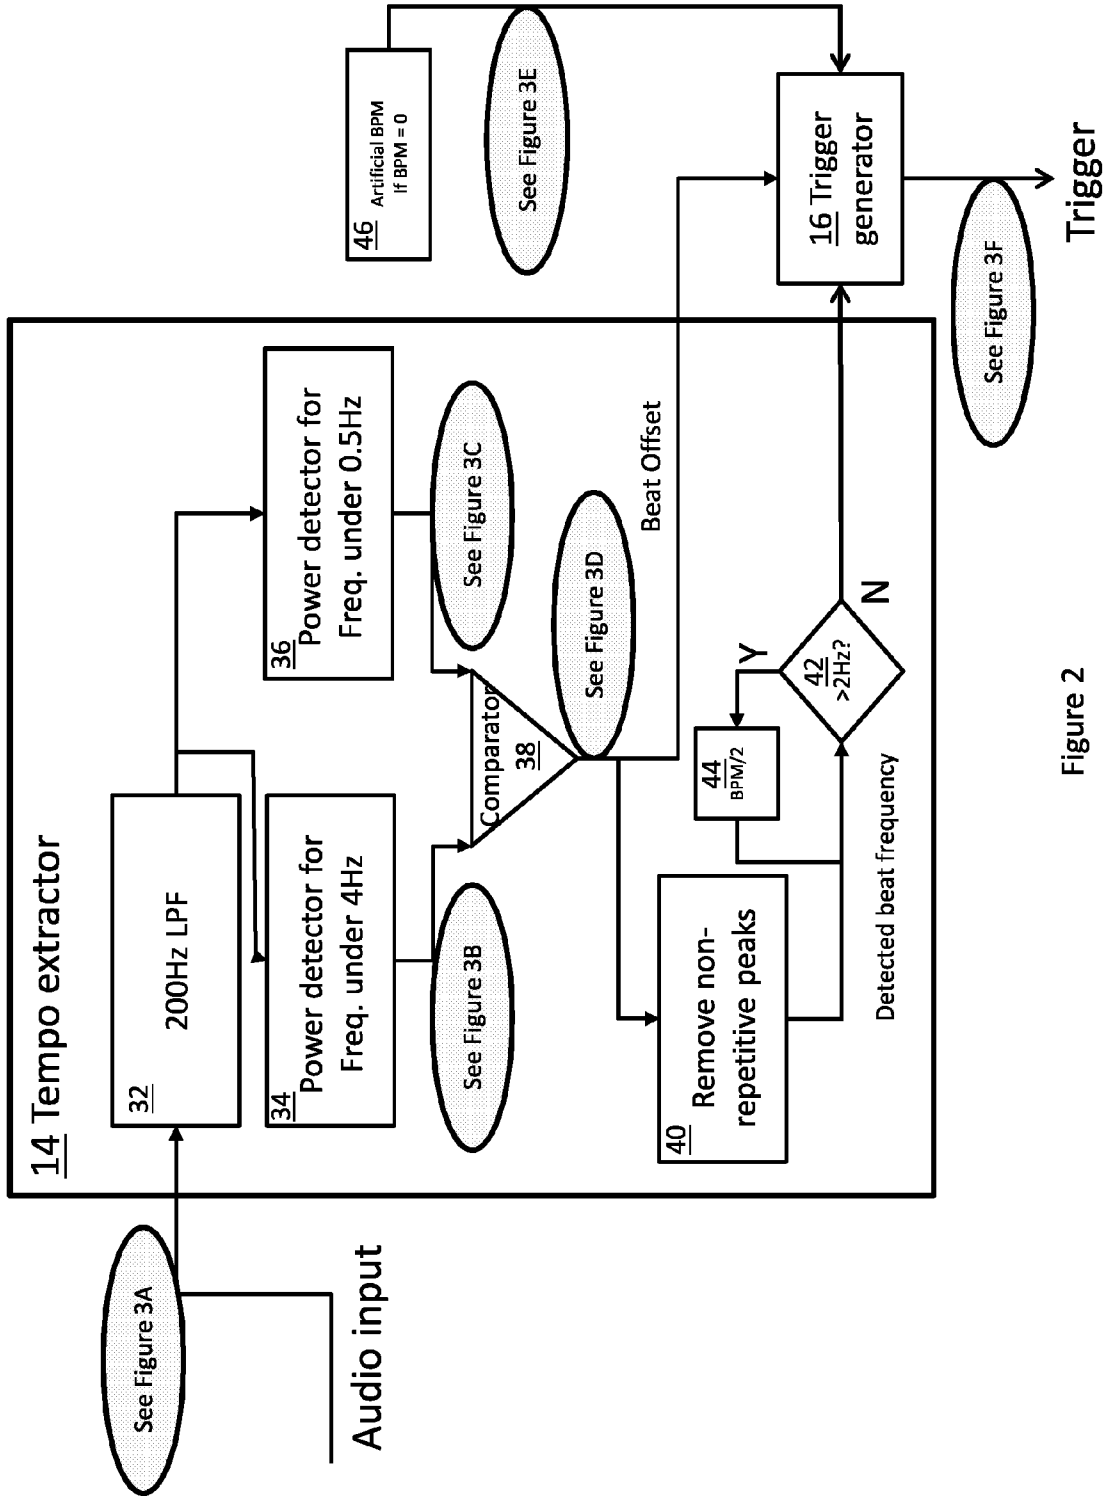 14 Tempo extractor
See Figure 3A
Audio input
32
200Hz LPF
34
Power detector for
Freq. under 4Hz
36
Power detector for
Freq. under 0.5Hz
See Figure 3B
See Figure 3C
Comparator
38
See Figure 3D
40
Remove non-
repetitive peaks
44
BPM/2
Y
42
>2Hz?
N
Detected beat frequency
Beat Offset
46 Artificial BPM
If BPM = 0
See Figure 3E
16 Trigger
generator
See Figure 3F
Trigger
Figure 2